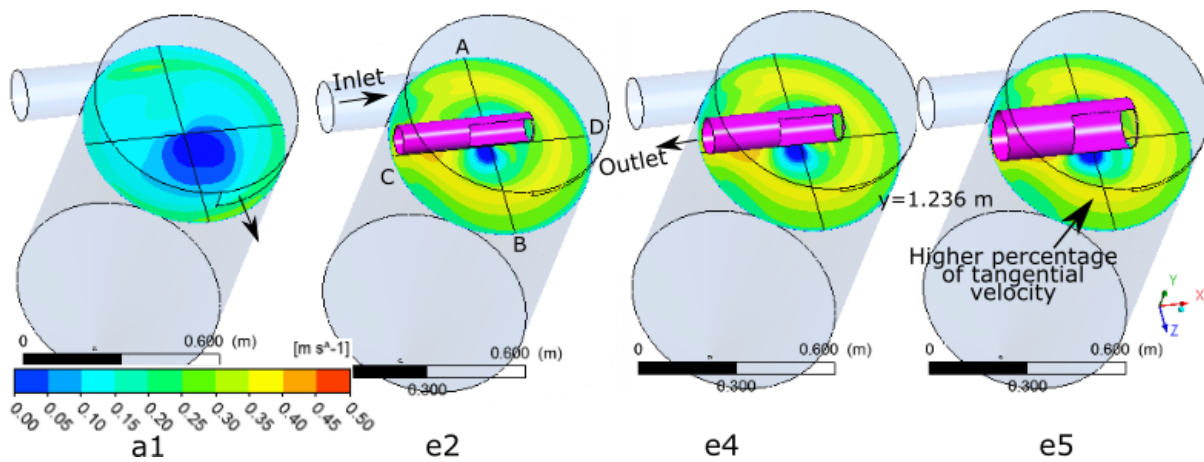 Inlet
A
D
C
B
Outlet
y=1.236 m
Higher percentage
of tangential
velocity
Y
X
Z
0
0.600 (m)
0
0.600 (m)
0.300
0
0.600 (m)
0.300
0
0.600 (m)
0.300
[m s^-1]
0.00
0.05
0.10
0.15
0.20
0.25
0.30
0.35
0.40
0.45
0.50
a1
e2
e4
e5